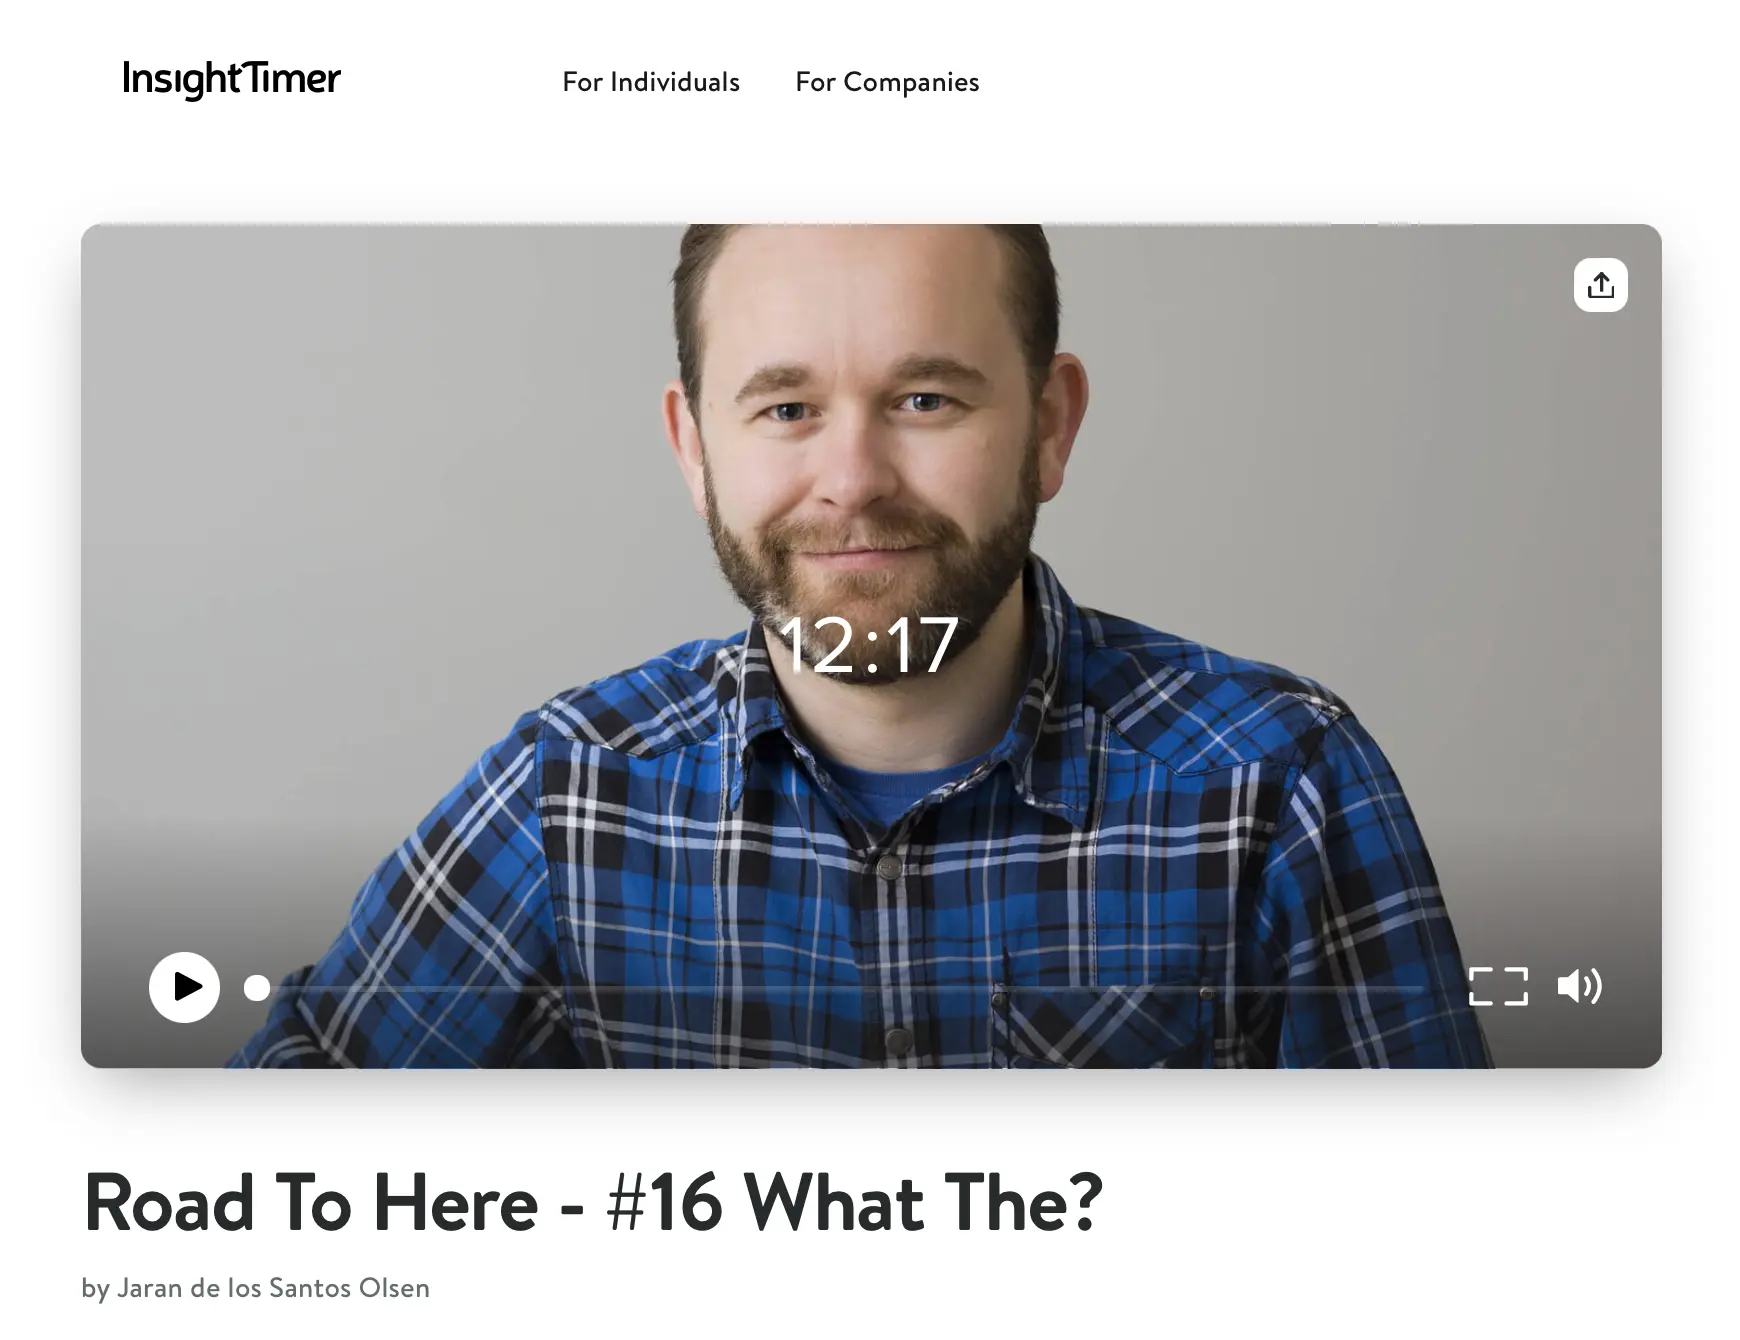 InsightTimer
For Individuals For Companies
12:17
Road To Here - #16 What The?
by Jaran de los Santos Olsen